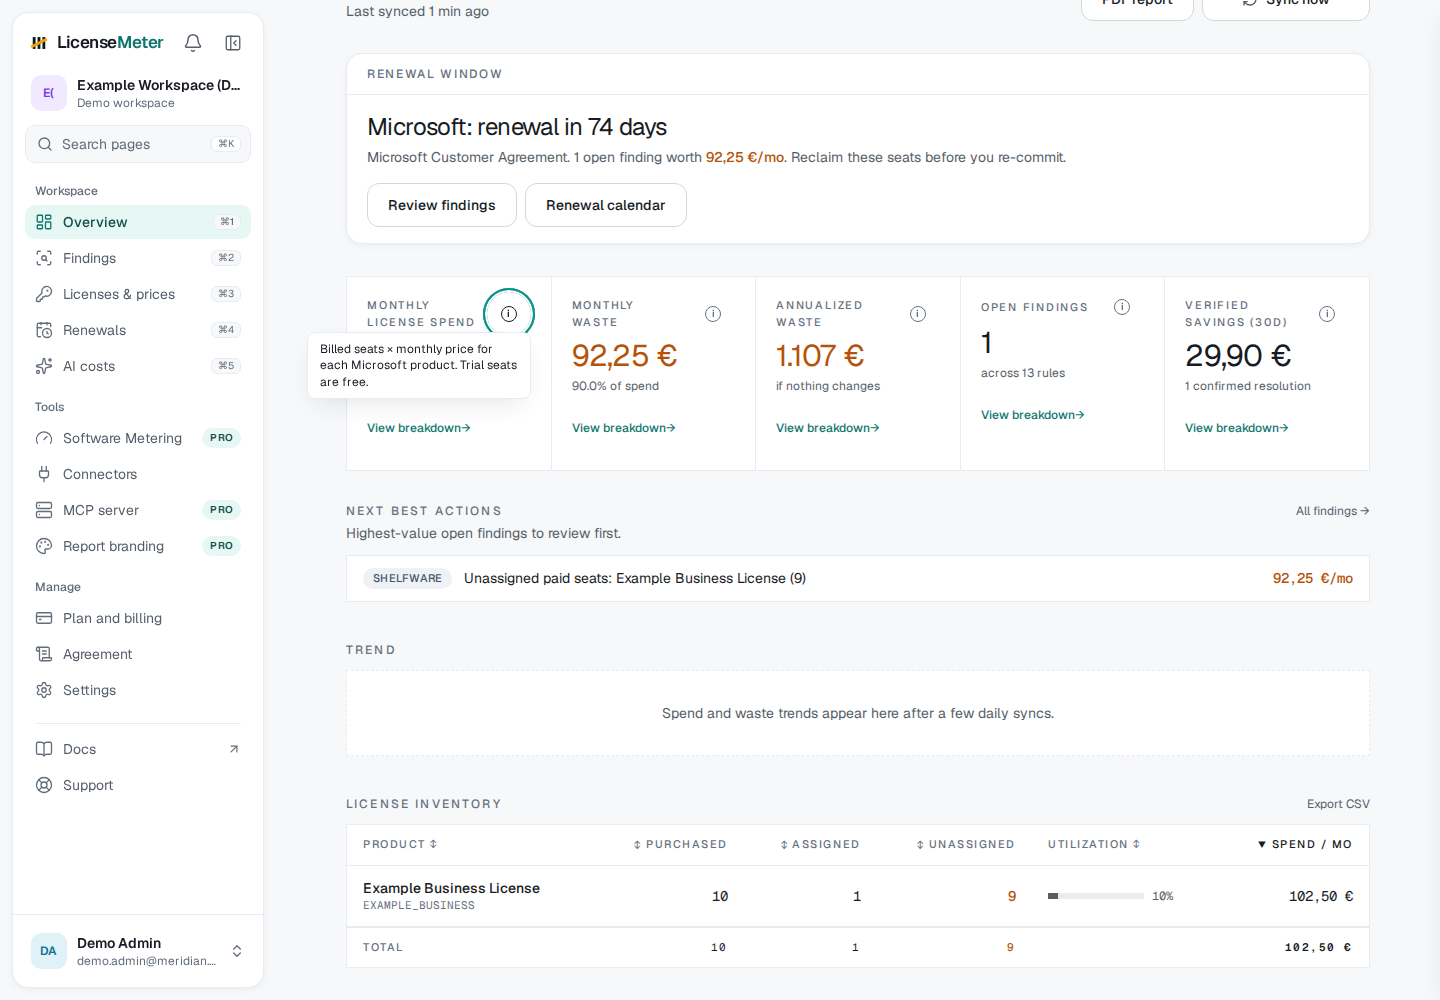 LicenseMeter
E(
Example Workspace (D...
Demo workspace
Search pages
⌘K
Workspace
Overview
⌘1
Findings
⌘2
Licenses & prices
⌘3
Renewals
⌘4
AI costs
⌘5
Tools
Software Metering
PRO
Connectors
MCP server
PRO
Report branding
PRO
Manage
Plan and billing
Agreement
Settings
Docs
Support
DA
Demo Admin
demo.admin@meridian....
Last synced 1 min ago
PDF report
Sync now
RENEWAL WINDOW
Microsoft: renewal in 74 days
Microsoft Customer Agreement. 1 open finding worth 92,25 €/mo. Reclaim these seats before you re-commit.
Review findings
Renewal calendar
MONTHLY
LICENSE SPEND
Billed seats × monthly price for
each Microsoft product. Trial seats
are free.
View breakdown→
MONTHLY
WASTE
92,25 €
90.0% of spend
View breakdown→
ANNUALIZED
WASTE
1.107 €
if nothing changes
View breakdown→
OPEN FINDINGS
1
across 13 rules
View breakdown→
VERIFIED
SAVINGS (30D)
29,90 €
1 confirmed resolution
View breakdown→
NEXT BEST ACTIONS
All findings →
Highest-value open findings to review first.
SHELFWARE
Unassigned paid seats: Example Business License (9)
92,25 €/mo
TREND
Spend and waste trends appear here after a few daily syncs.
LICENSE INVENTORY
Export CSV
PRODUCT ↕ ↕ PURCHASED ↕ ASSIGNED ↕ UNASSIGNED UTILIZATION ↕ ▼ SPEND / MO
Example Business License 10 1 9 10% 102,50 €
EXAMPLE_BUSINESS
TOTAL 10 1 9 102,50 €